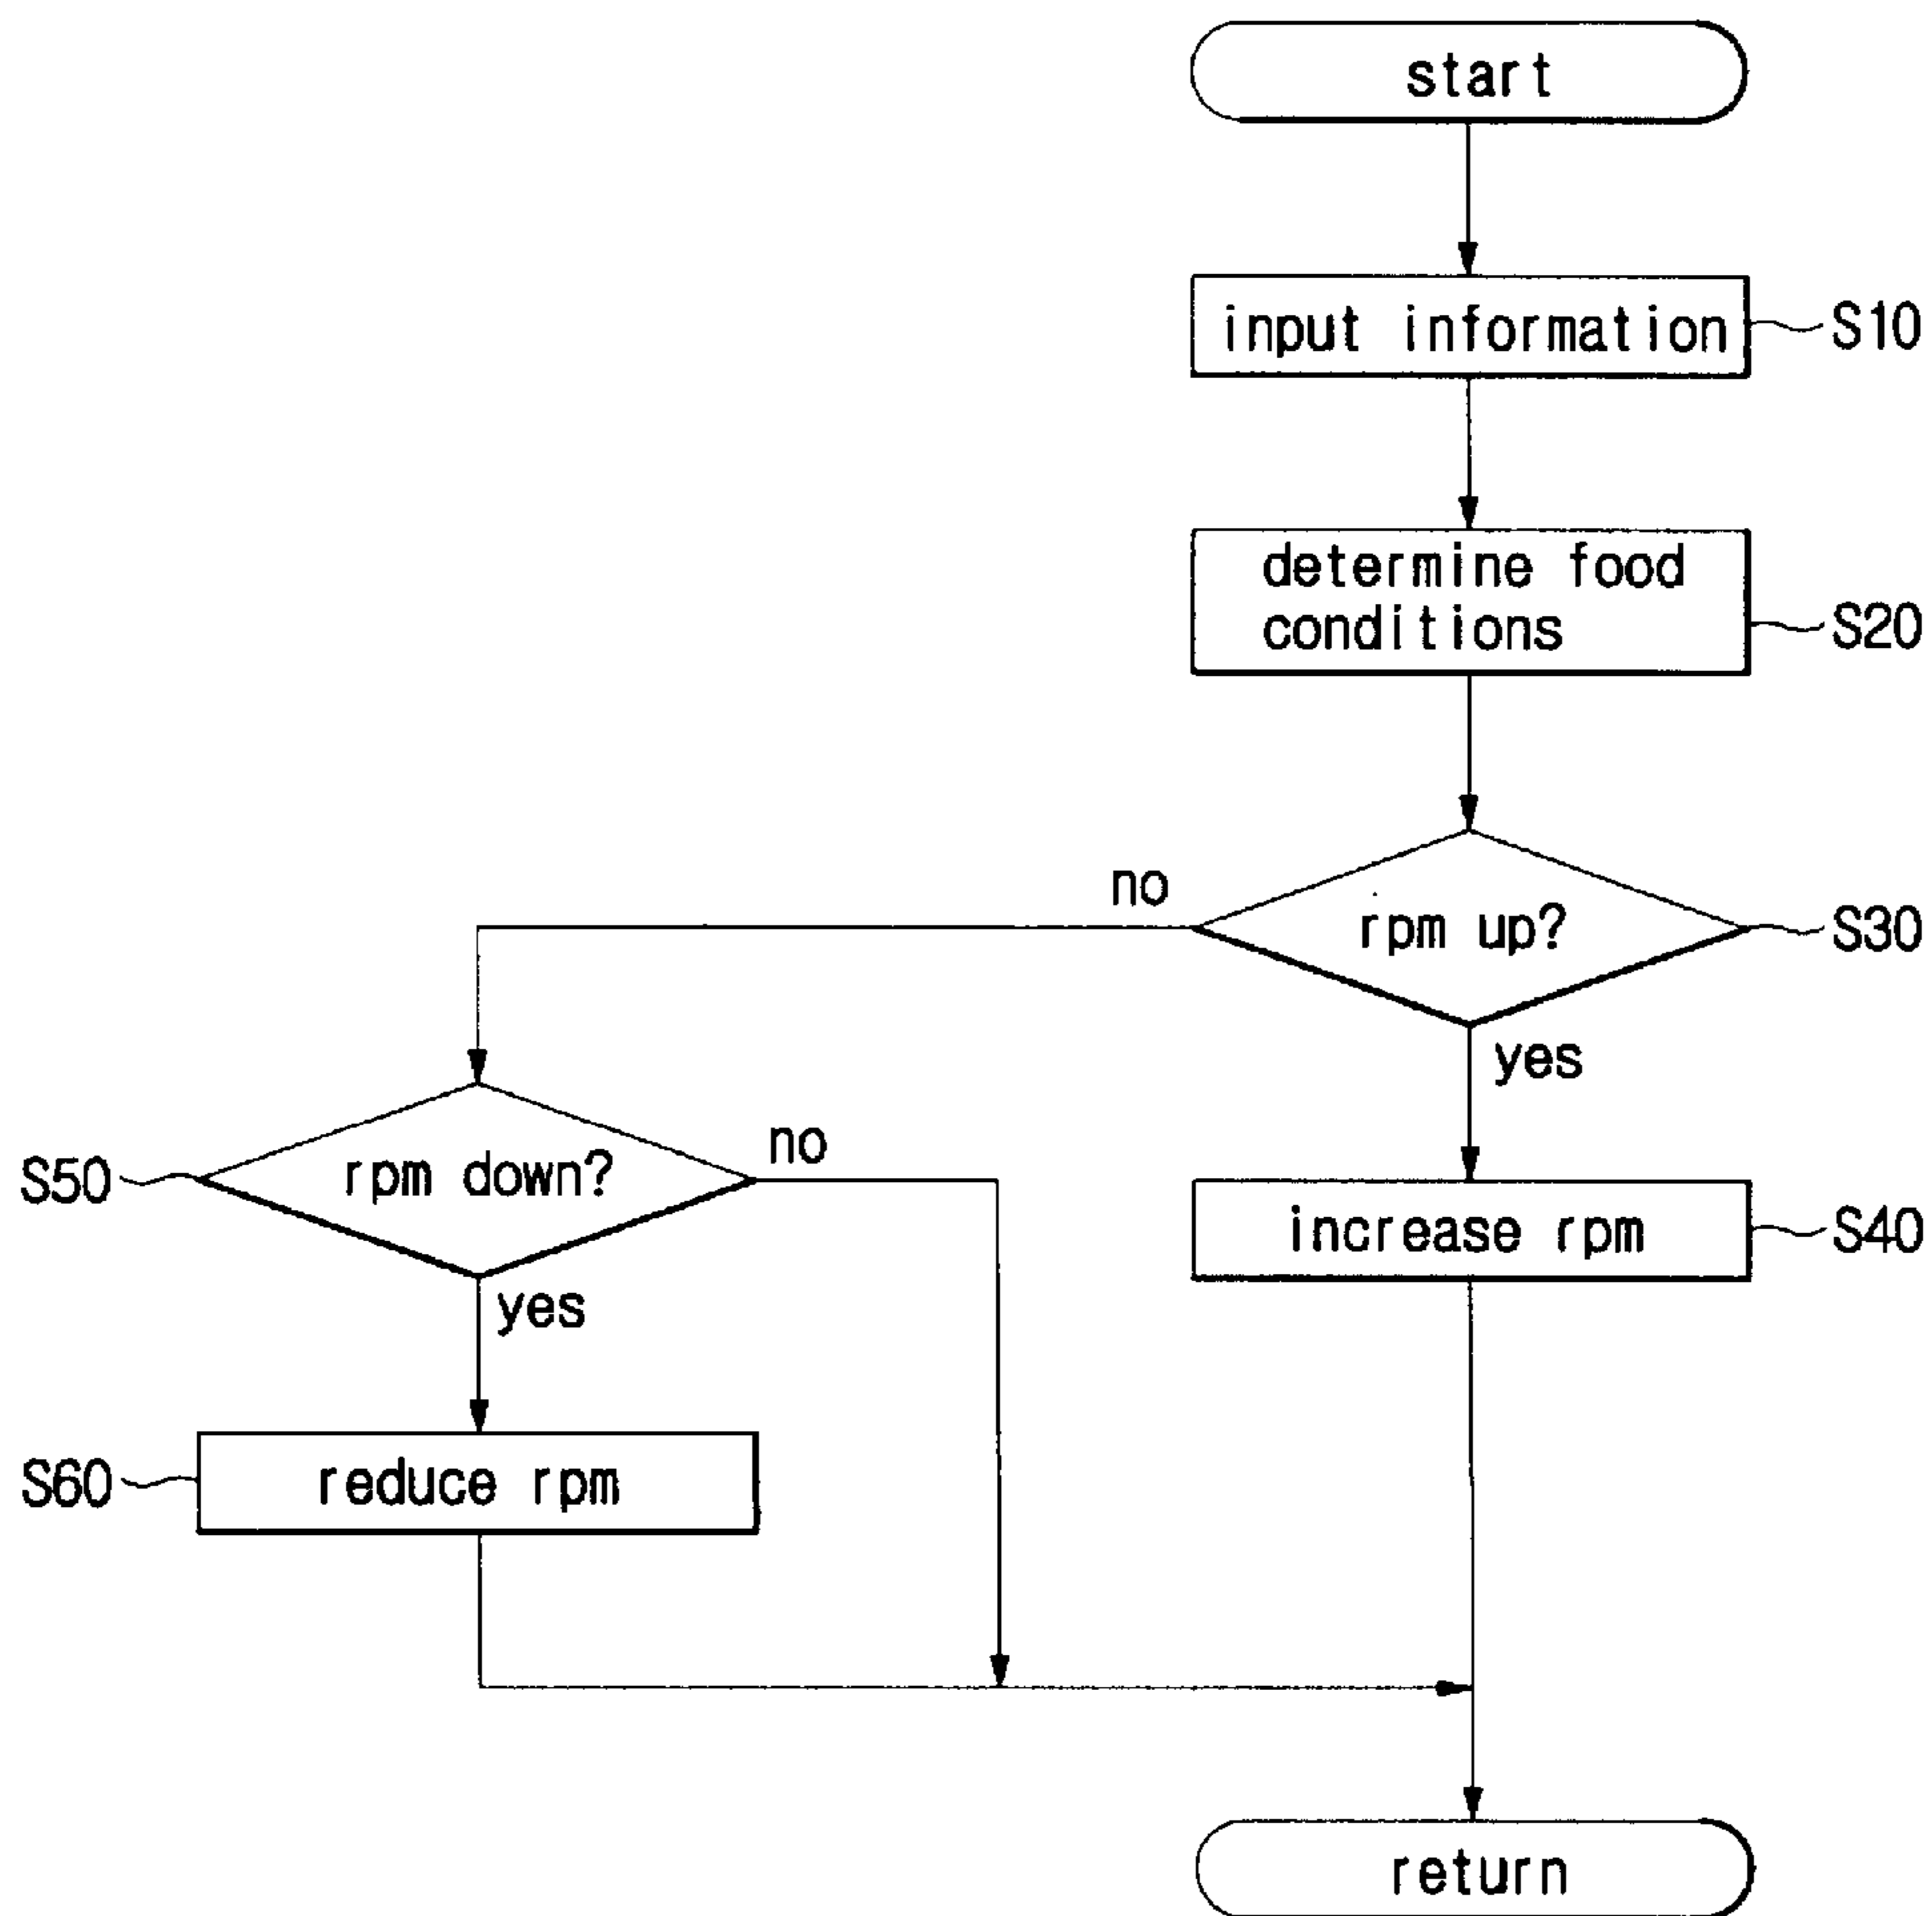 start
input information
S10
determine food
conditions
S20
no
rpm up?
S30
yes
no
S50
rpm down?
increase rpm
S40
yes
S60
reduce rpm
return